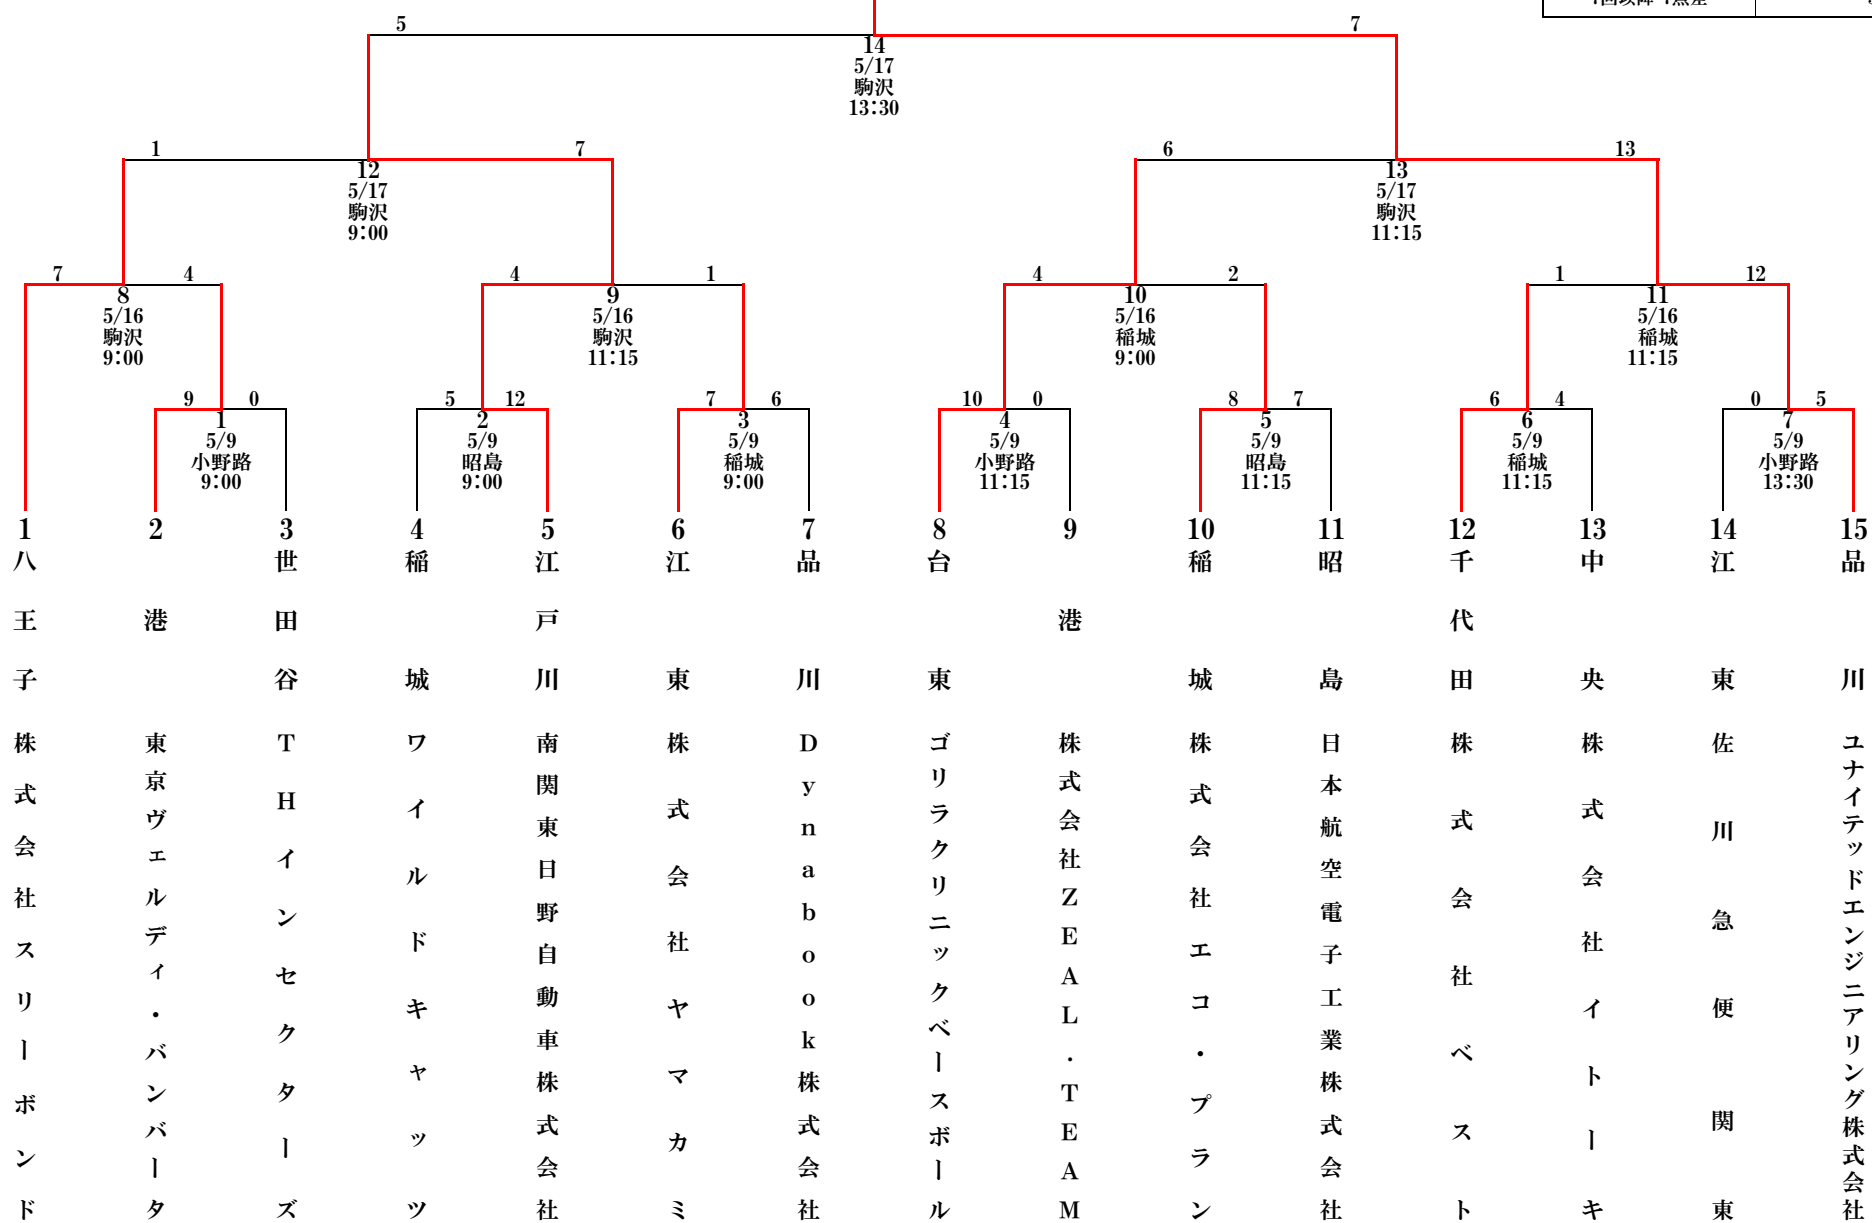 5
7
14
5/17
駒沢
13:30
1
7
12
5/17
駒沢
9:00
6
13
13
5/17
駒沢
11:15
7
4
8
5/16
駒沢
9:00
4
1
9
5/16
駒沢
11:15
4
2
10
5/16
稲城
9:00
1
12
11
5/16
稲城
11:15
9
0
1
5/9
小野路
9:00
5
12
2
5/9
昭島
9:00
7
6
3
5/9
稲城
9:00
10
0
4
5/9
小野路
11:15
8
7
5
5/9
昭島
11:15
6
4
6
5/9
稲城
11:15
0
5
7
5/9
小野路
13:30
1
八王子
株式会社スリーボンド
2
港
東京ヴェルディ・バンバータ
3
世田谷
THインセクターズ
4
稲城
ワイルドキャッツ
5
江戸川
南関東日野自動車株式会社
6
江東
株式会社ヤマカミ
7
品川
Dynabook株式会社
8
台東
ゴリラクリニックベースボール
9
港
株式会社ZEAL.TEAM
10
稲城
株式会社エコ・プラン
11
昭島
日本航空電子工業株式会社
12
千代田
株式会社ベスト
13
中央
株式会社イトーキ
14
江東
佐川急便関東
15
品川
ユナイテッドエンジニアリング株式会社